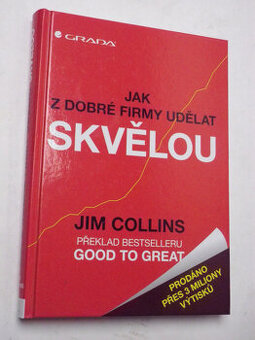 GRADA
JAK
Z DOBRÉ FIRMY UDĚLAT
SKVĚLOU
JIM COLLINS
PŘEKLAD BESTSELLERU
GOOD TO GREAT
PRODÁNO
PŘES 3 MILIONY
VÝTISKŮ